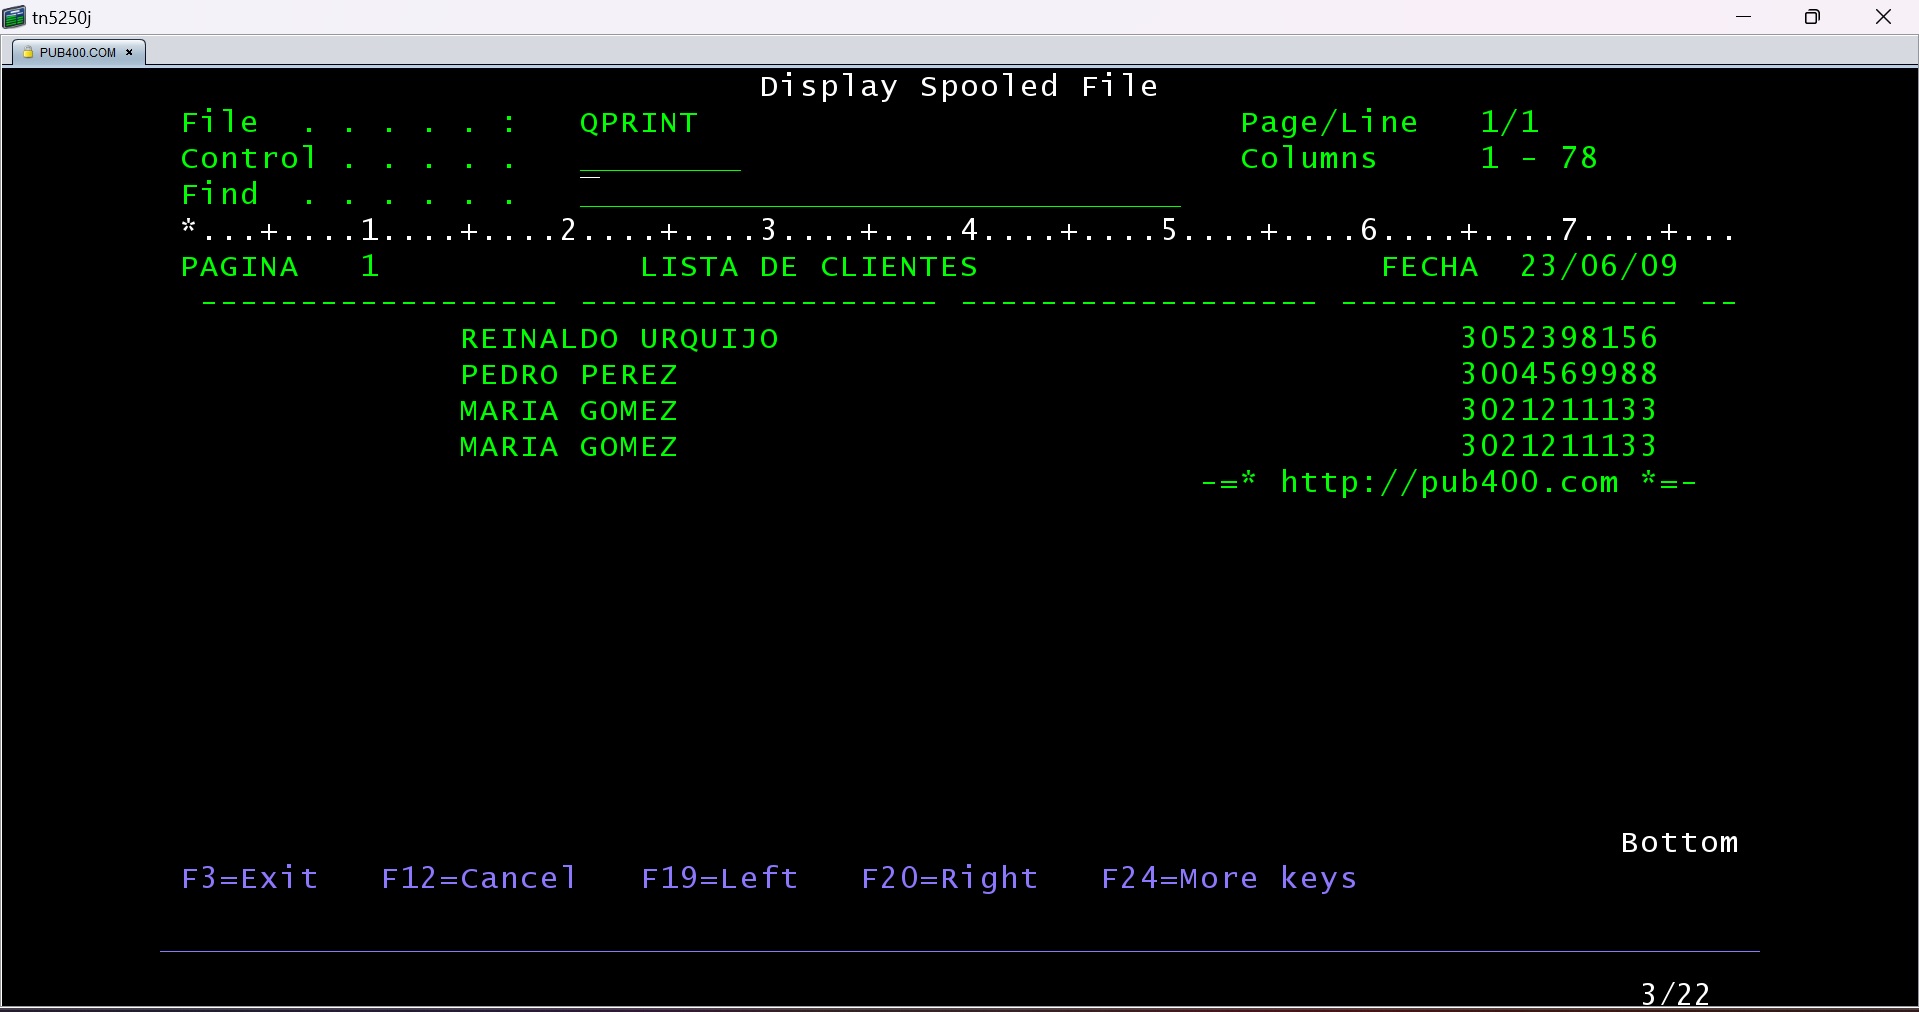 tn5250j
PUB400.COM
Display Spooled File
File . . . . . : QPRINT Page/Line 1/1
Control . . . . . Columns 1 - 78
Find . . . . . .
*...+....1....+....2....+....3....+....4....+....5....+....6....+....7....+...
PAGINA 1 LISTA DE CLIENTES FECHA 23/06/09
------------------ ------------------ ------------------ ----------------- --
REINALDO URQUIJO 3052398156
PEDRO PEREZ 3004569988
MARIA GOMEZ 3021211133
MARIA GOMEZ 3021211133
-=* http://pub400.com *=-
Bottom
F3=Exit F12=Cancel F19=Left F20=Right F24=More keys
3/22